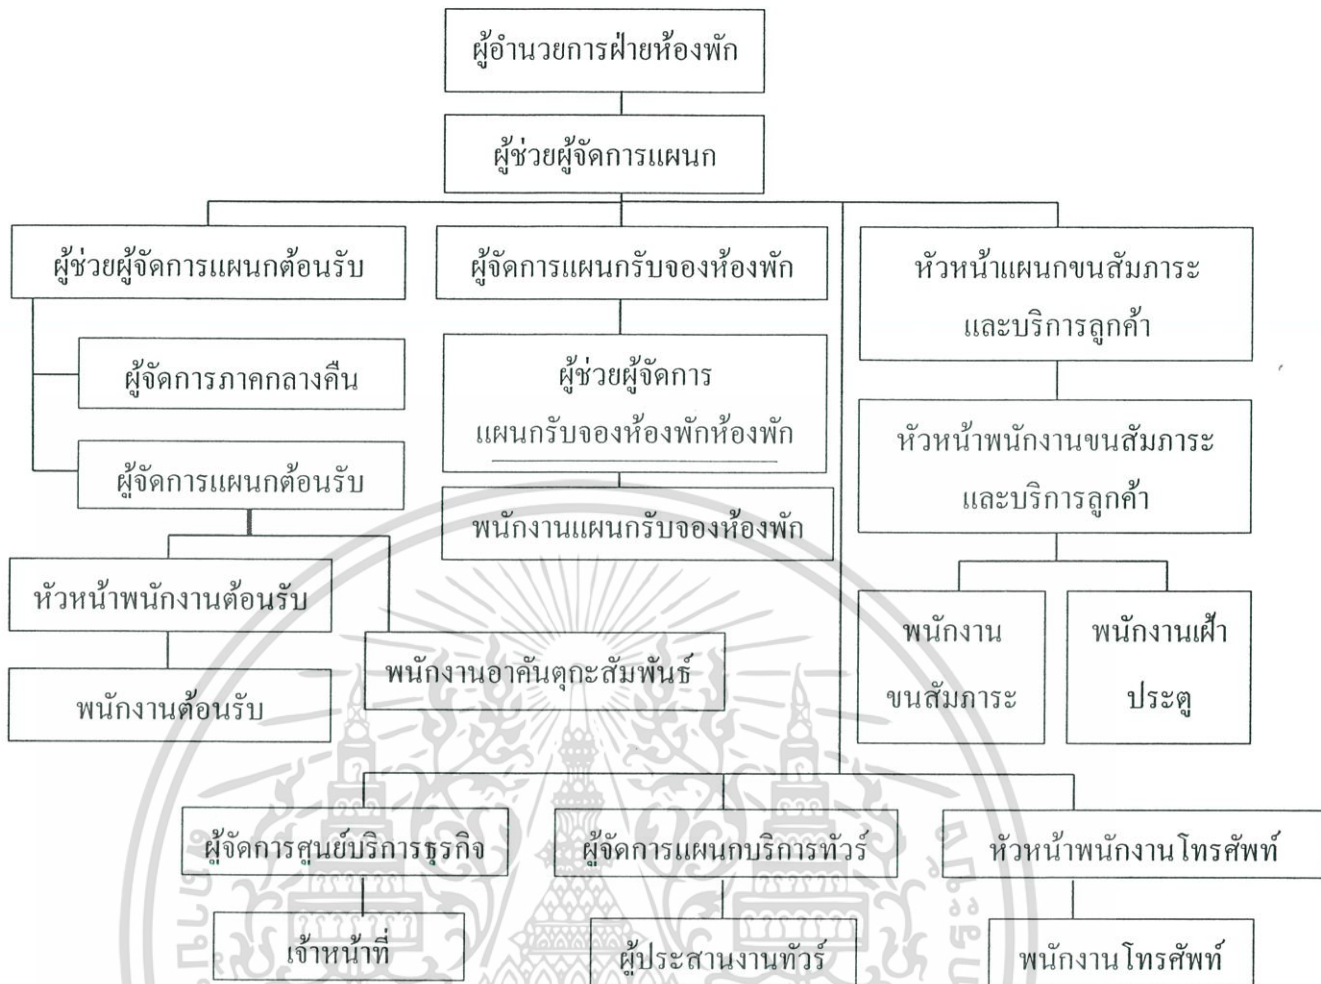 ผู้อำนวยการฝ่ายห้องพัก
ผู้ช่วยผู้จัดการแผนก
ผู้ช่วยผู้จัดการแผนกต้อนรับ
ผู้จัดการภาคกลางคืน
ผู้จัดการแผนกต้อนรับ
หัวหน้าพนักงานต้อนรับ
พนักงานต้อนรับ
พนักงานอาคันตุกะสัมพันธ์
ผู้จัดการแผนกรับจองห้องพัก
ผู้ช่วยผู้จัดการ
แผนกรับจองห้องพักห้องพัก
พนักงานแผนกรับจองห้องพัก
หัวหน้าแผนกขนสัมภาระ
และบริการลูกค้า
หัวหน้าพนักงานขนสัมภาระ
และบริการลูกค้า
พนักงาน
ขนสัมภาระ
พนักงานเฝ้า
ประตู
ผู้จัดการศูนย์บริการธุรกิจ
เจ้าหน้าที่
ผู้จัดการแผนกบริการทัวร์
ผู้ประสานงานทัวร์
หัวหน้าพนักงานโทรศัพท์
พนักงานโทรศัพท์